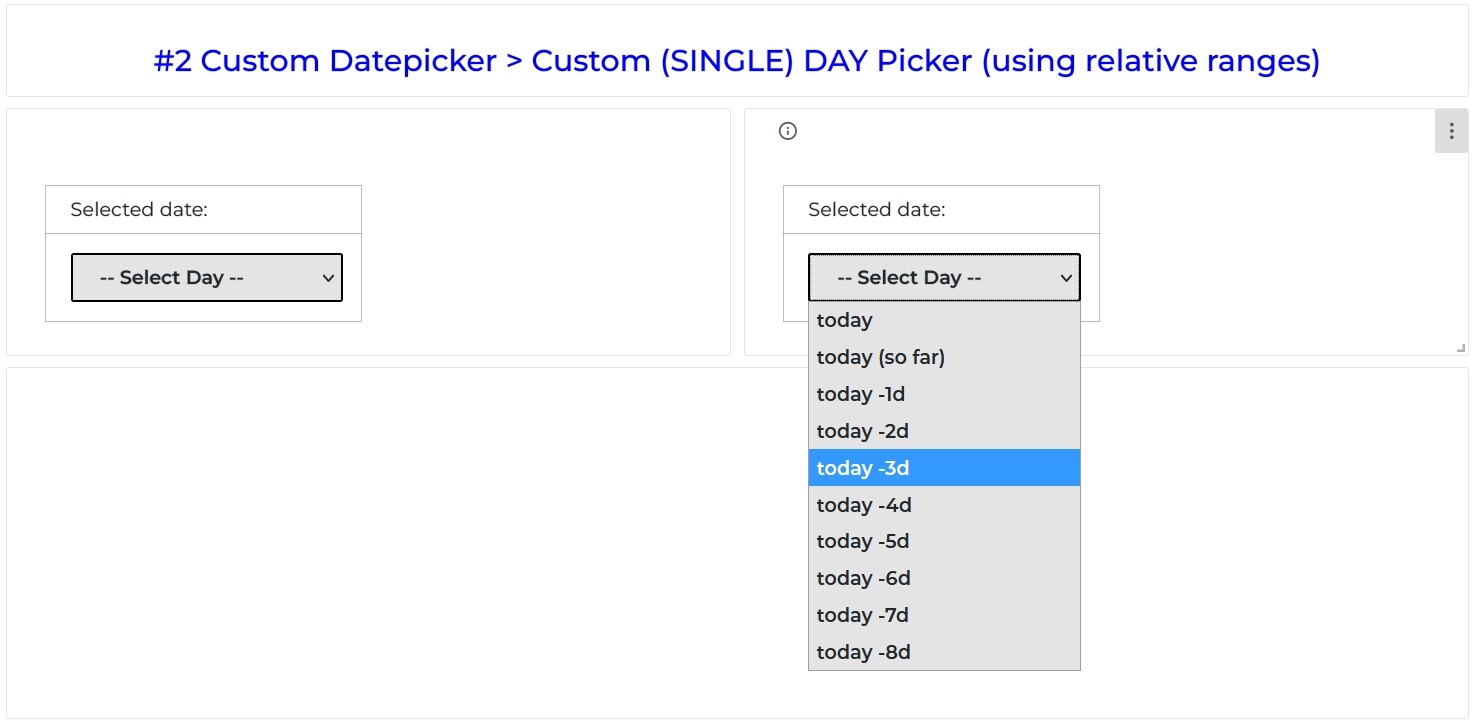 #2 Custom Datepicker > Custom (SINGLE) DAY Picker (using relative ranges)
Selected date:
-- Select Day --
Selected date:
-- Select Day --
today
today (so far)
today -1d
today -2d
today -3d
today -4d
today -5d
today -6d
today -7d
today -8d